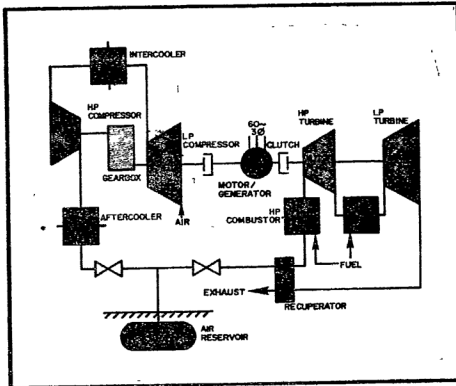 INTERCOOLER
HP
COMPRESSOR
GEARBOX
LP
COMPRESSOR
AIR
60~
3Ø
CLUTCH
MOTOR/
GENERATOR
HP
TURBINE
LP
TURBINE
AFTERCOOLER
HP
COMBUSTOR
FUEL
EXHAUST
RECUPERATOR
AIR
RESERVOIR